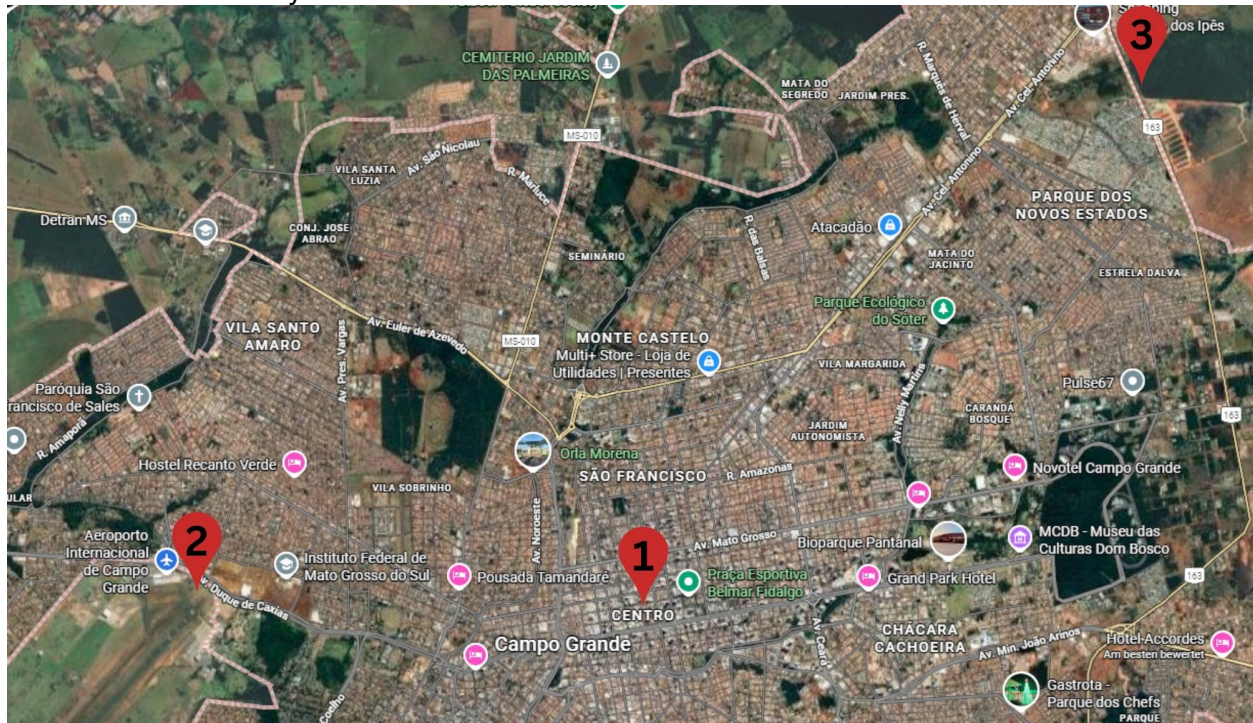 dos Ipês
3
CEMITERIO JARDIM
DAS PALMEIRAS
MATA DO
SEGREDO
JARDIM PRES.
R. Marquês de Herval
Av. Cel. Antonino
163
MS-010
Av. São Nicolau
VILA SANTA
LUZIA
R. Marluce
Av. Cel. Antonino
PARQUE DOS
NOVOS ESTADOS
Detran MS
CONJ. JOSE
ABRAO
SEMINÁRIO
R. das Balsas
Atacadão
MATA DO
JACINTO
ESTRELA DALVA
Parque Ecológico
do Sóter
VILA SANTO
AMARO
Av. Euler de Azevedo
MS-010
MONTE CASTELO
Multi+ Store - Loja de
Utilidades | Presentes
VILA MARGARIDA
Av. Pres. Vargas
Pulse67
Paróquia São
rancisco de Sales
Av. Nelly Martins
CARANDA
BOSQUE
163
R. Amaporã
JARDIM
AUTONOMISTA
Hostel Recanto Verde
Orla Morena
SÃO FRANCISCO
R. Amazonas
Novotel Campo Grande
VILA SOBRINHO
ULAR
Av. Noroeste
Aeroporto
Internacional
de Campo
Grande
2
1
Av. Mato Grosso
Bioparque Pantanal
MCDB - Museu das
Culturas Dom Bosco
Instituto Federal de
Mato Grosso do Sul
Pousada Tamandaré
Praça Esportiva
Belmar Fidalgo
Grand Park Hotel
163
Av. Duque de Caxias
CENTRO
Av. Ceará
CHÁCARA
CACHOEIRA
Av. Min. João Arinos
Hotel Accordes
Am besten bewertet
Campo Grande
Coelho
Gastrota -
Parque dos Chefs
PARQUE